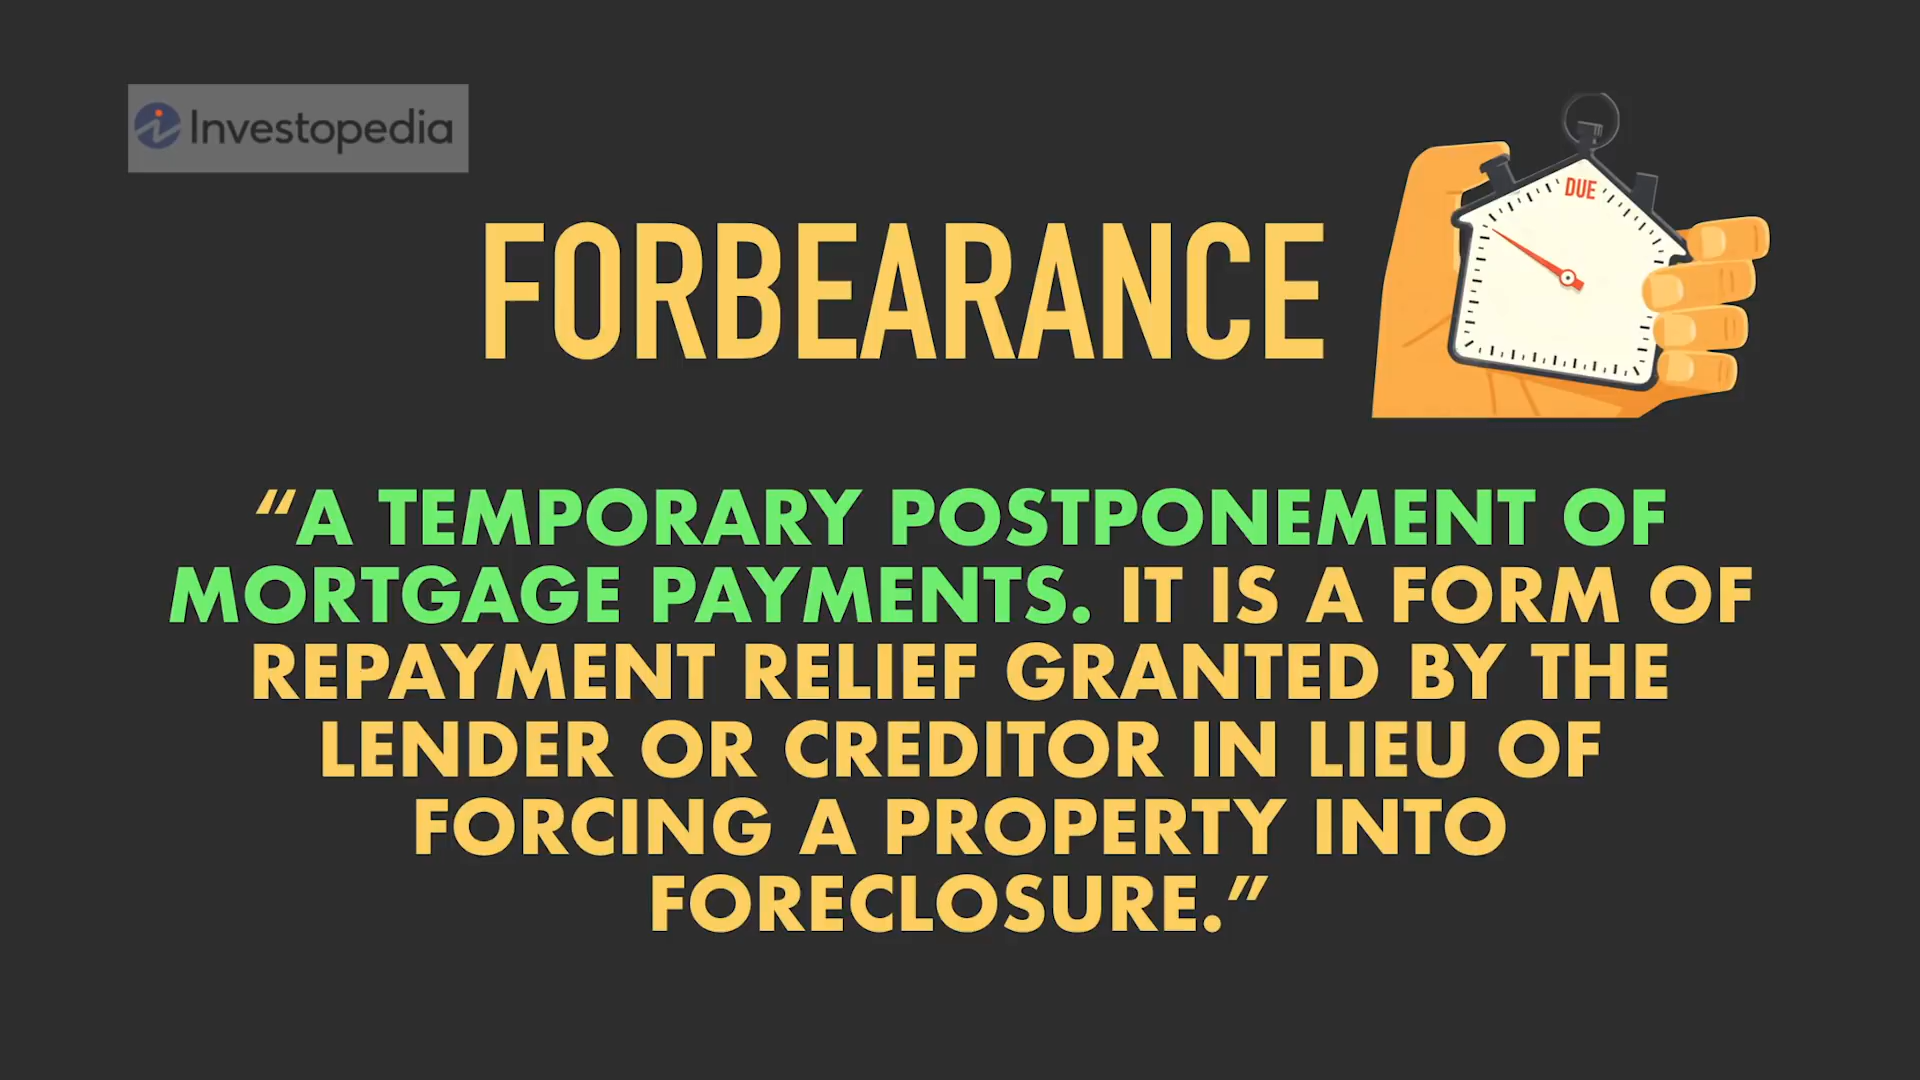 Investopedia
DUE
FORBEARANCE
“A TEMPORARY POSTPONEMENT OF
MORTGAGE PAYMENTS. IT IS A FORM OF
REPAYMENT RELIEF GRANTED BY THE
LENDER OR CREDITOR IN LIEU OF
FORCING A PROPERTY INTO
FORECLOSURE.”